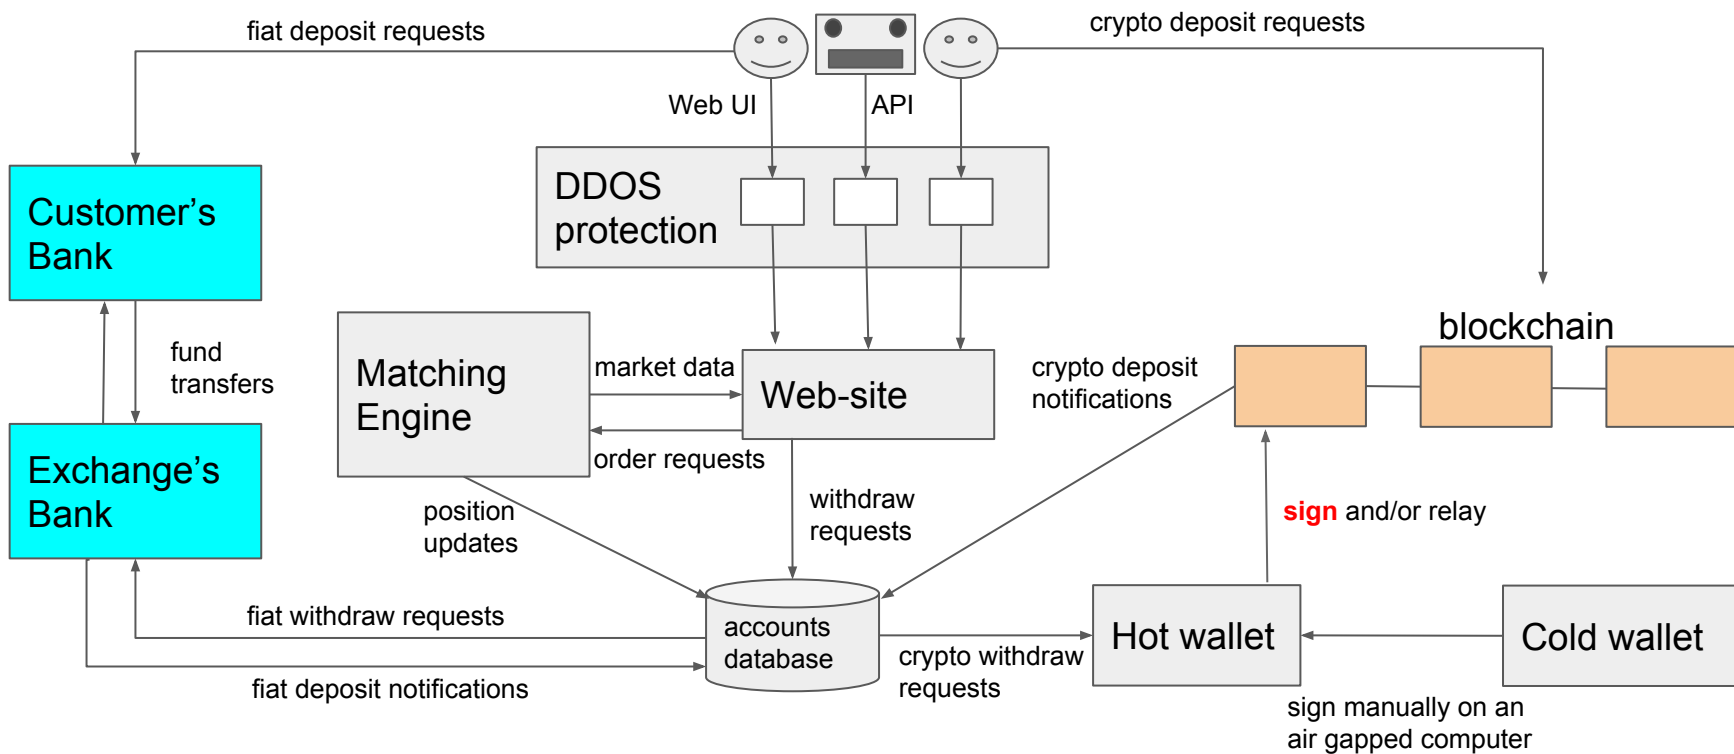 fiat deposit requests
crypto deposit requests
Web UI
API
DDOS
protection
Customer's
Bank
fund
transfers
Exchange's
Bank
Matching
Engine
market data
order requests
Web-site
crypto deposit
notifications
blockchain
position
updates
withdraw
requests
sign and/or relay
fiat withdraw requests
fiat deposit notifications
accounts
database
crypto withdraw
requests
Hot wallet
Cold wallet
sign manually on an
air gapped computer